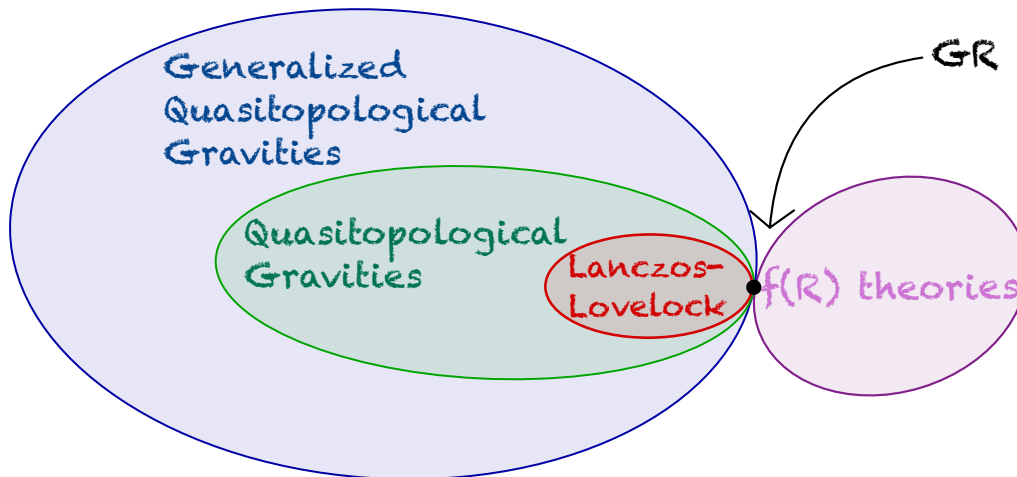 Generalized
Quasitopological
Gravities
GR
Quasitopological
Gravities
Lanczos-
Lovelock
f(R) theories